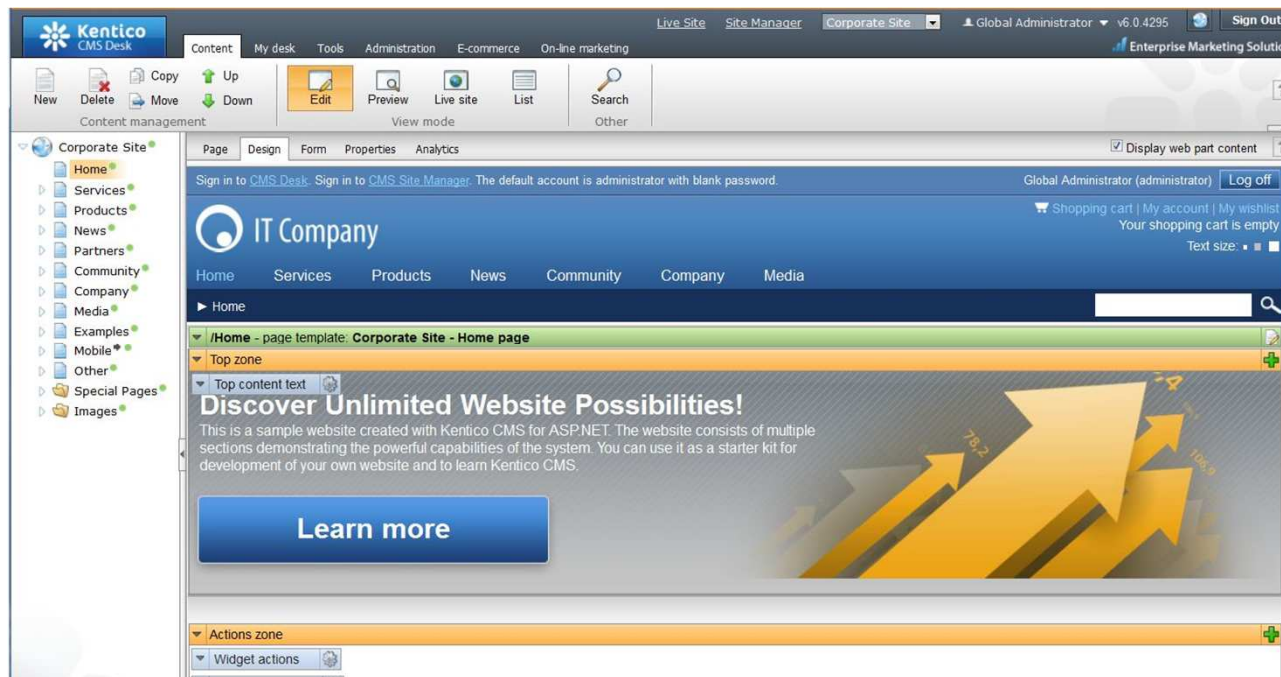 Kentico
CMS Desk
Live Site Site Manager Corporate Site Global Administrator v6.0.4295 Sign Out
Content My desk Tools Administration E-commerce On-line marketing
Enterprise Marketing Solutio
New Delete Copy Move Up Down
Content management
Edit Preview Live site List
View mode
Search
Other
Corporate Site
Home
Services
Products
News
Partners
Community
Company
Media
Examples
Mobile
Other
Special Pages
Images
Page Design Form Properties Analytics
Display web part content
Sign in to CMS Desk. Sign in to CMS Site Manager. The default account is administrator with blank password.
Global Administrator (administrator) Log off
IT Company
Shopping cart | My account | My wishlist
Your shopping cart is empty
Text size:
Home Services Products News Community Company Media
► Home
/Home - page template: Corporate Site - Home page
Top zone
Top content text
Discover Unlimited Website Possibilities!
This is a sample website created with Kentico CMS for ASP.NET. The website consists of multiple
sections demonstrating the powerful capabilities of the system. You can use it as a starter kit for
development of your own website and to learn Kentico CMS.
Learn more
78,2
106,9
Actions zone
Widget actions